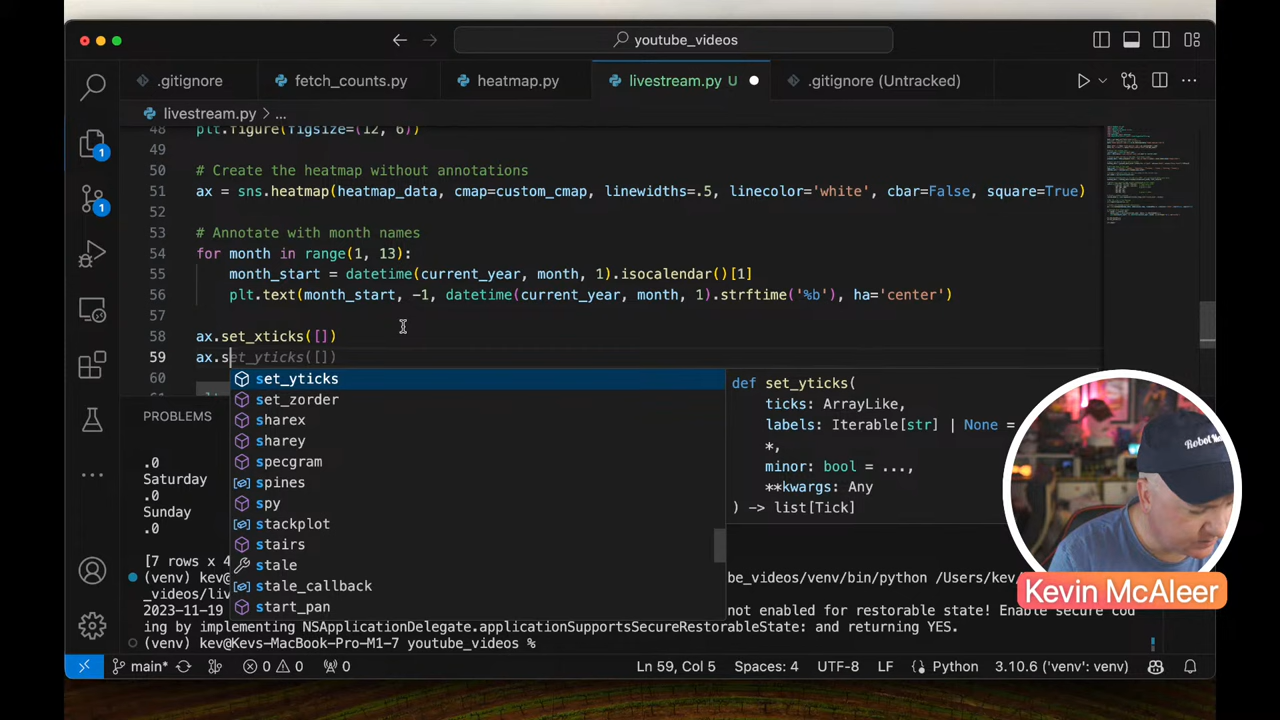 youtube_videos
.gitignore
fetch_counts.py
heatmap.py
livestream.py U
.gitignore (Untracked)
livestream.py > ...
48 plt.figure(figsize=(12, 6))
49
50 # Create the heatmap without annotations
51 ax = sns.heatmap(heatmap_data, cmap=custom_cmap, linewidths=.5, linecolor='white', cbar=False, square=True)
52
53 # Annotate with month names
54 for month in range(1, 13):
55 month_start = datetime(current_year, month, 1).isocalendar()[1]
56 plt.text(month_start, -1, datetime(current_year, month, 1).strftime('%b'), ha='center')
57
58 ax.set_xticks([])
59 ax.set_yticks([])
60
set_yticks
set_zorder
sharex
sharey
specgram
spines
spy
stackplot
stairs
stale
stale_callback
start_pan
def set_yticks(
ticks: ArrayLike,
labels: Iterable[str] | None =
*,
minor: bool = ...,
**kwargs: Any
) -> list[Tick]
PROBLEMS
.0
Saturday
.0
Sunday
.0
[7 rows x 4
(venv) kev@ be_videos/venv/bin/python /Users/kev/
_videos/liv
2023-11-19 not enabled for restorable state! Enable secure cod
ing by implementing NSApplicationDelegate.applicationSupportsSecureRestorableState: and returning YES.
(venv) kev@Kevs-MacBook-Pro-M1-7 youtube_videos %
1
1
Kevin McAleer
main* 0 0 0 Ln 59, Col 5 Spaces: 4 UTF-8 LF Python 3.10.6 ('venv': venv)